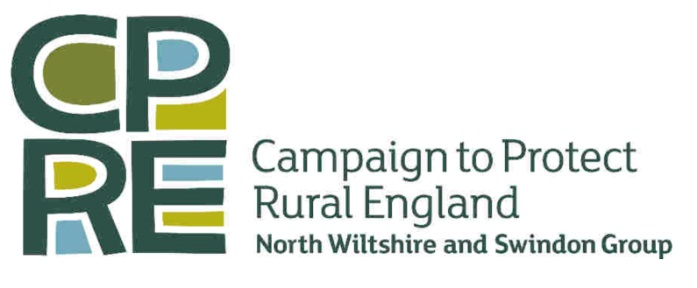 CP
RE
Campaign to Protect
Rural England
North Wiltshire and Swindon Group